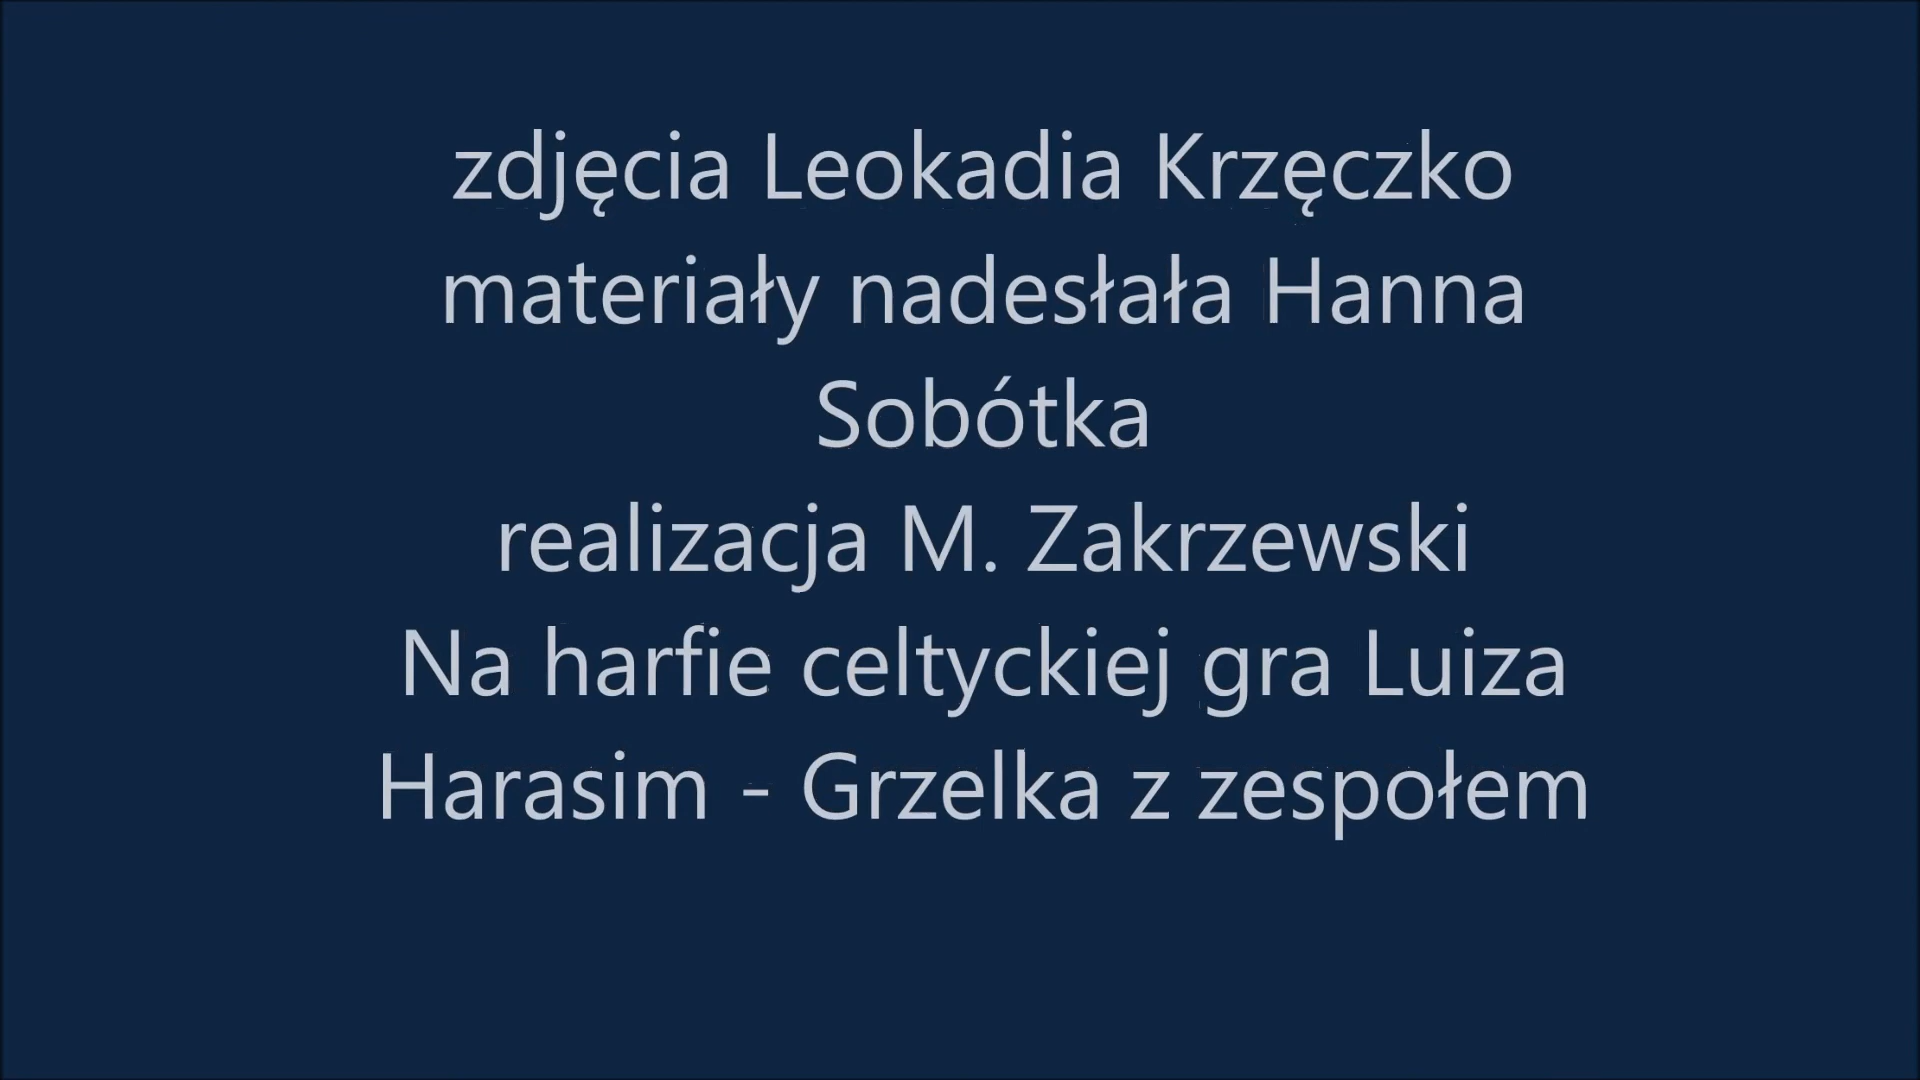 zdjęcia Leokadia Krzęczko
materiały nadesłała Hanna
Sobótka
realizacja M. Zakrzewski
Na harfie celtyckiej gra Luiza
Harasim - Grzelka z zespołem